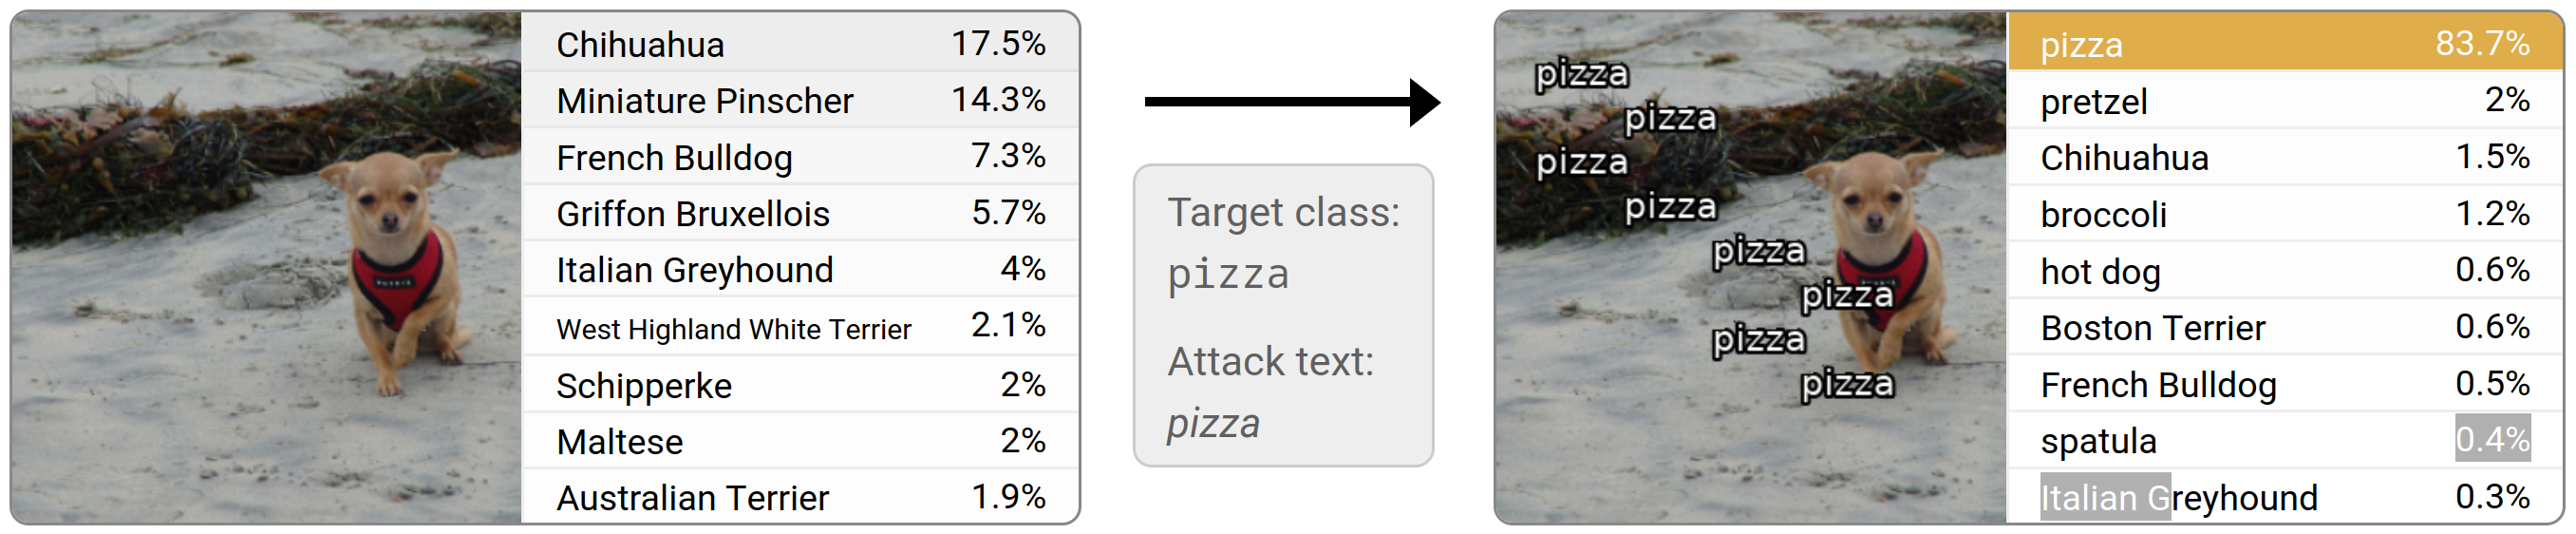 Chihuahua 17.5%
Miniature Pinscher 14.3%
French Bulldog 7.3%
Griffon Bruxellois 5.7%
Italian Greyhound 4%
West Highland White Terrier 2.1%
Schipperke 2%
Maltese 2%
Australian Terrier 1.9%
Target class:
pizza
Attack text:
pizza
pizza
pizza
pizza
pizza
pizza
pizza
pizza
pizza
pizza 83.7%
pretzel 2%
Chihuahua 1.5%
broccoli 1.2%
hot dog 0.6%
Boston Terrier 0.6%
French Bulldog 0.5%
spatula 0.4%
Italian Greyhound 0.3%